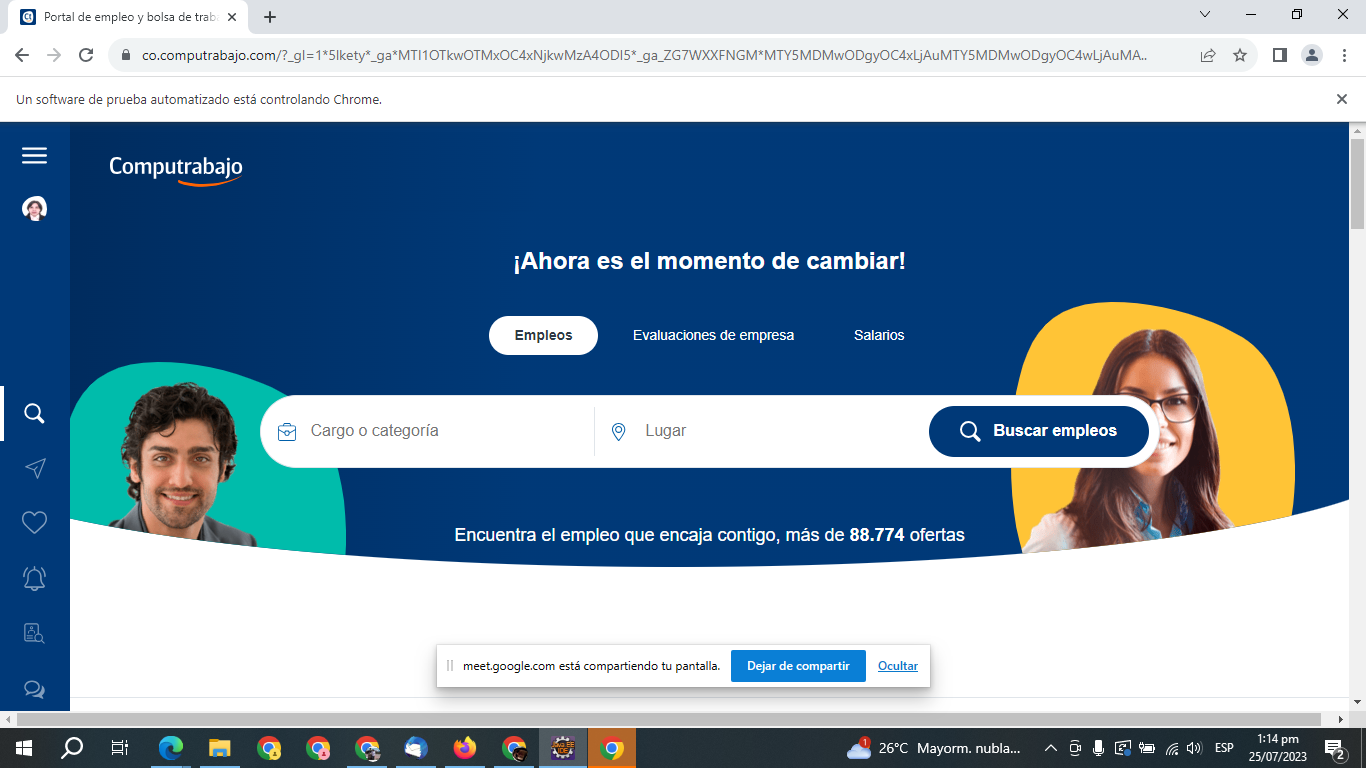 Portal de empleo y bolsa de traba
co.computrabajo.com/?_gl=1*5lkety*_ga*MTI1OTkwOTMxOC4xNjkwMzA4ODI5*_ga_ZG7WXXFNGM*MTY5MDMwODgyOC4xLjAuMTY5MDMwODgyOC4wLjAuMA..
Un software de prueba automatizado está controlando Chrome.
Computrabajo
¡Ahora es el momento de cambiar!
Empleos Evaluaciones de empresa Salarios
Cargo o categoría Lugar Buscar empleos
Encuentra el empleo que encaja contigo, más de 88.774 ofertas
meet.google.com está compartiendo tu pantalla. Dejar de compartir Ocultar
1:14 pm
26°C Mayorm. nubla... ESP
25/07/2023 2